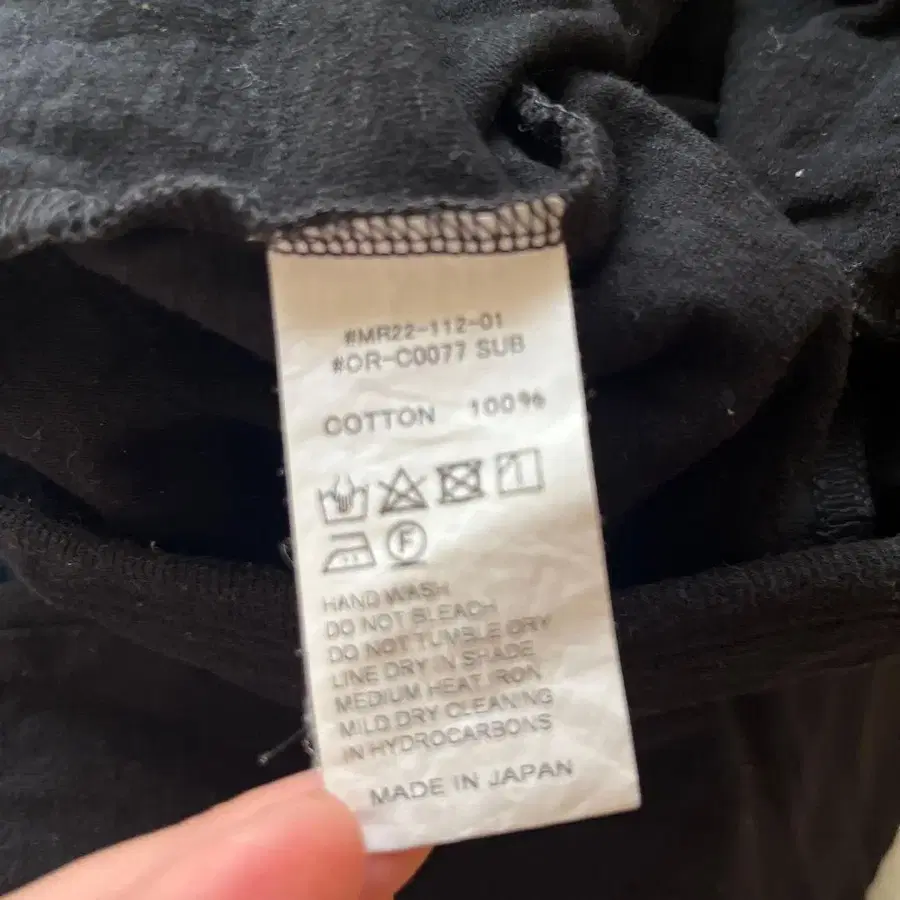 #MR22-112-01
#OR-C0077 SUB
COTTON 100%
F
HAND WASH
DO NOT BLEACH
DO NOT TUMBLE DRY
LINE DRY IN SHADE
MEDIUM HEAT IRON
MILD DRY CLEANING
IN HYDROCARBONS
MADE IN JAPAN